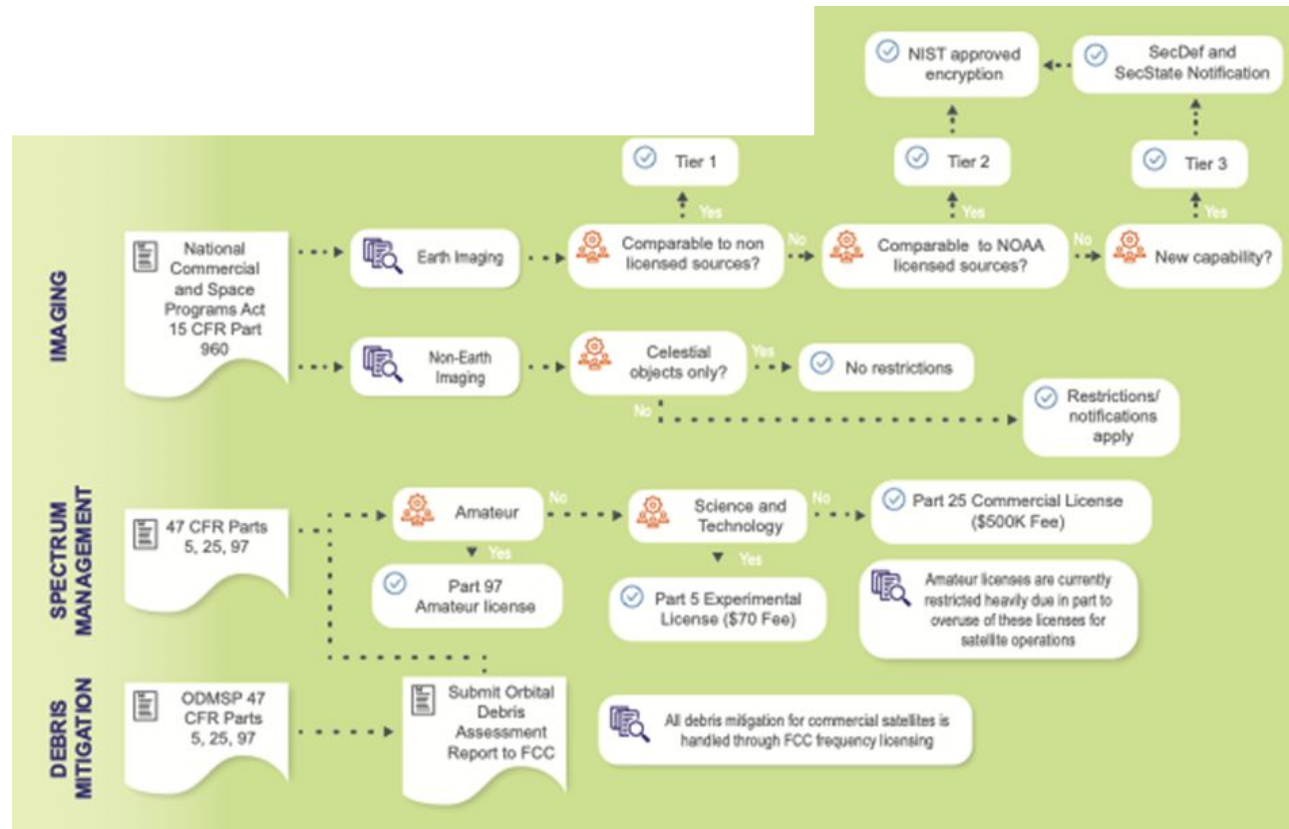 NIST approved
encryption
SecDef and
SecState Notification
Tier 1
Tier 2
Tier 3
Yes
Yes
Yes
IMAGING
National
Commercial
and Space
Programs Act
15 CFR Part
960
Earth Imaging
Comparable to non
licensed sources?
No
Comparable to NOAA
licensed sources?
No
New capability?
Non-Earth
Imaging
Celestial
objects only?
Yes
No restrictions
No
Restrictions/
notifications
apply
SPECTRUM
MANAGEMENT
47 CFR Parts
5, 25, 97
Amateur
No
Science and
Technology
No
Part 25 Commercial License
($500K Fee)
Yes
Part 97
Amateur license
Yes
Part 5 Experimental
License ($70 Fee)
Amateur licenses are currently
restricted heavily due in part to
overuse of these licenses for
satellite operations
DEBRIS
MITIGATION
ODMSP 47
CFR Parts
5, 25, 97
Submit Orbital
Debris
Assessment
Report to FCC
All debris mitigation for commercial satellites is
handled through FCC frequency licensing